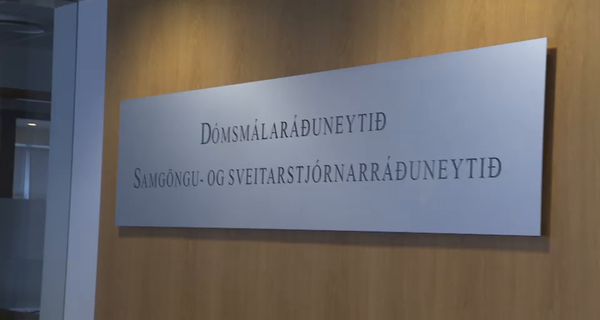 Dómsmálaráðuneytið
Samgöngu- og sveitarstjórnarráðuneytið